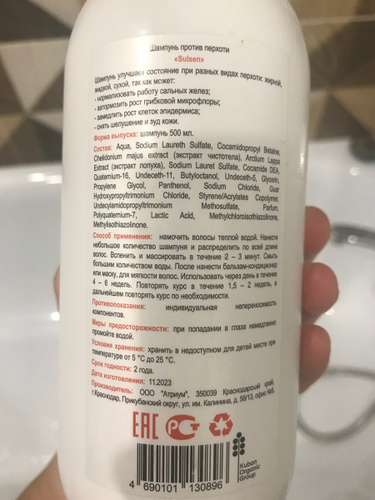 Шампунь против перхоти
«Sulsen»
Шампунь улучшает состояние при разных видах перхоти: жирной,
жидкой, сухой, так как может:
- нормализовать работу сальных желез;
- затормозить рост грибковой микрофлоры;
- замедлить рост клеток эпидермиса;
- снять шелушение и зуд кожи.
Форма выпуска: шампунь 500 мл.
Состав: Aqua, Sodium Laureth Sulfate, Cocamidopropyl Betaine,
Chelidonium majus extract (экстракт чистотела), Arctium Lappa
Extract (экстракт лопуха), Sodium Lauret Sulfat, Cocamide DEA,
Quaternium-16, Undeceth-11, Butyloctanol, Undeceth-5, Glycerin,
Propylene Glycol, Panthenol, Sodium Chloride, Guar
Hydroxypropyltrimonium Chloride, Styrene/Acrylates Copolymer,
Undecylamidopropyltrimonium Methosulfate, Parfum,
Polyquaternium-7, Lactic Acid, Methylchloroisothiazolinone,
Methylisothiazolinone.
Способ применения: намочить волосы теплой водой. Нанести
небольшое количество шампуня и распределить по всей длине
волос. Вспенить и массировать в течение 2 – 3 минут. Смыть
большим количеством воды. После нанести бальзам-кондиционер
или маску, для мягкости волос. Использовать через день в течение
4 – 6 недель. Повторять курс в течение 1,5 – 2 недель, в
дальнейшем повторять курс по необходимости.
Противопоказания: индивидуальная непереносимость
компонентов.
Меры предосторожности: при попадании в глаза немедленно
промойте водой.
Условия хранения: хранить в недоступном для детей месте при
температуре от 5 °C до 25 °C.
Срок годности: 2 года.
Дата изготовления: 11.2023
Производитель: ООО "Атриум", 350039 Краснодарский край,
г.Краснодар, Прикубанский округ, ул. им. Калинина, д. 58/13, офис №5.
EAC
Kuban
Organic
Group
4 690101 130896